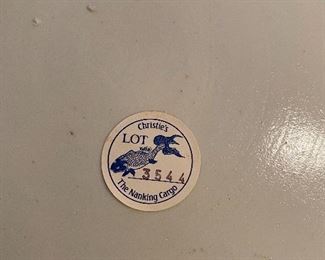 Christie's
LOT
3544
The Nanking Cargo